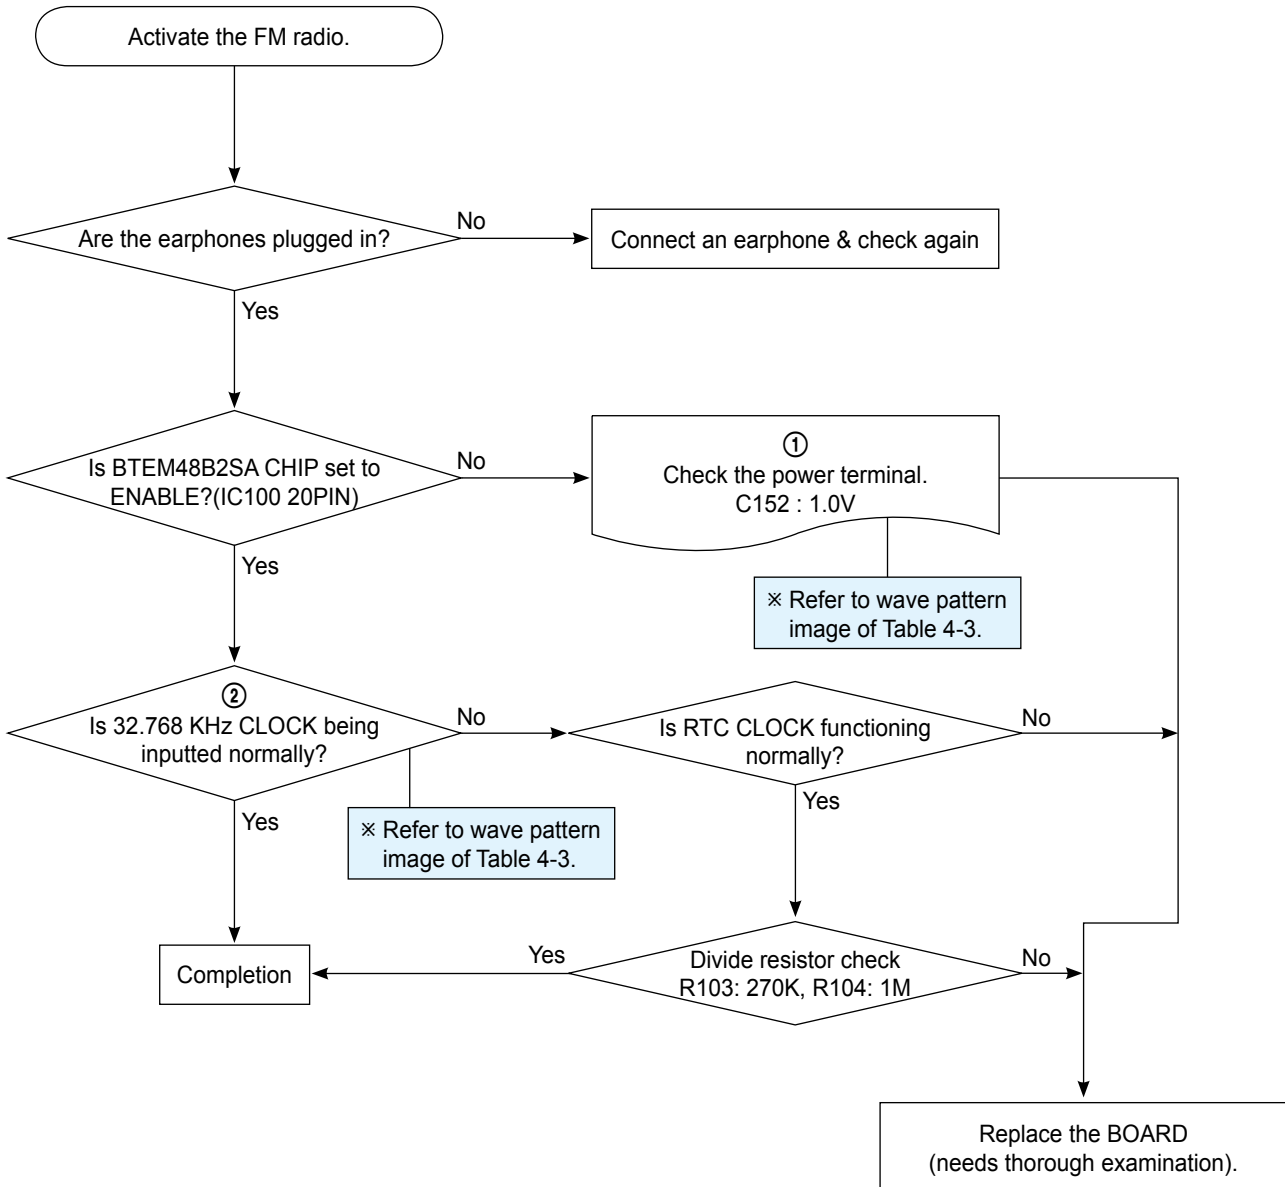 Activate the FM radio.
Are the earphones plugged in?
No
Connect an earphone & check again
Yes
Is BTEM48B2SA CHIP set to
ENABLE?(IC100 20PIN)
No
①
Check the power terminal.
C152 : 1.0V
※ Refer to wave pattern
image of Table 4-3.
Yes
②
Is 32.768 KHz CLOCK being
inputted normally?
No
※ Refer to wave pattern
image of Table 4-3.
Is RTC CLOCK functioning
normally?
No
Yes
Yes
Completion
Yes
Divide resistor check
R103: 270K, R104: 1M
No
Replace the BOARD
(needs thorough examination).